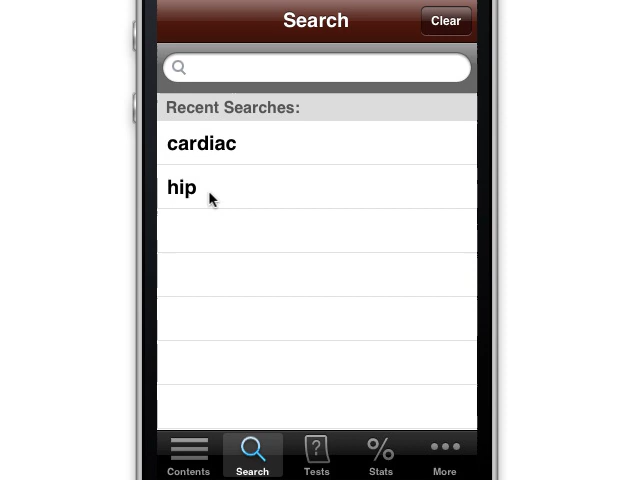 Search
Clear
Recent Searches:
cardiac
hip
Contents
Search
Tests
Stats
More